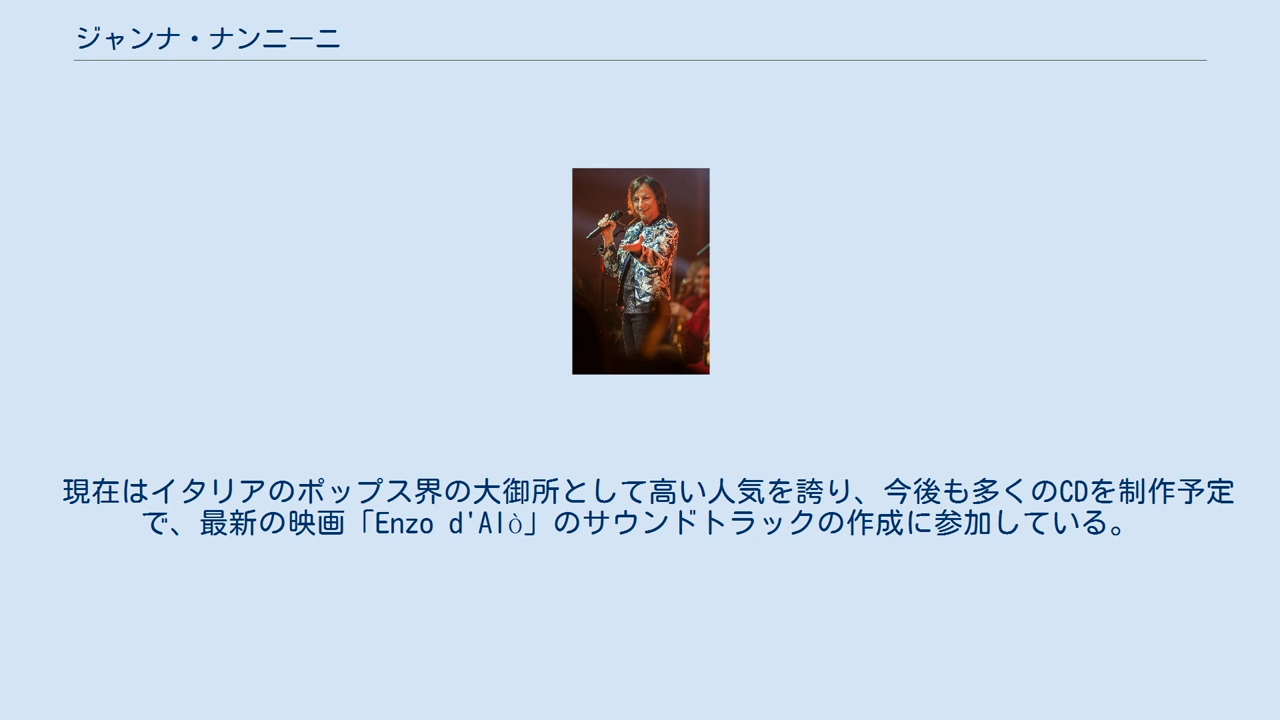 ジャンナ・ナンニーニ
現在はイタリアのポップス界の大御所として高い人気を誇り、今後も多くのCDを制作予定
で、最新の映画「Enzo d'Alò」のサウンドトラックの作成に参加している。